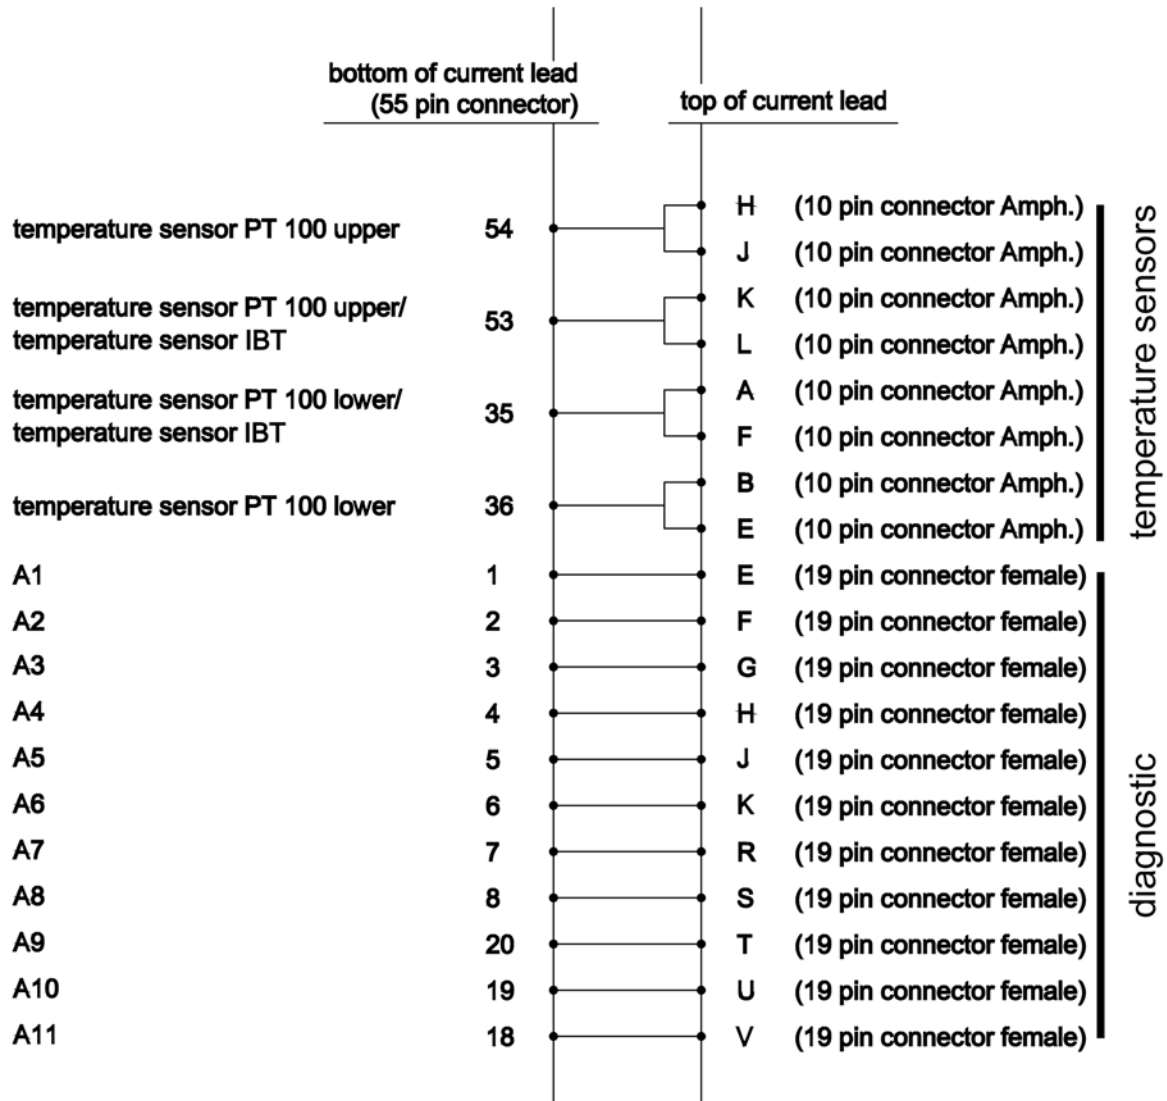 bottom of current lead
(55 pin connector)
top of current lead
temperature sensor PT 100 upper 54 H (10 pin connector Amph.)
J (10 pin connector Amph.)
temperature sensor PT 100 upper/
temperature sensor IBT 53 K (10 pin connector Amph.)
L (10 pin connector Amph.)
temperature sensor PT 100 lower/
temperature sensor IBT 35 A (10 pin connector Amph.)
F (10 pin connector Amph.)
temperature sensor PT 100 lower 36 B (10 pin connector Amph.)
E (10 pin connector Amph.)
temperature sensors
A1 1 E (19 pin connector female)
A2 2 F (19 pin connector female)
A3 3 G (19 pin connector female)
A4 4 H (19 pin connector female)
A5 5 J (19 pin connector female)
A6 6 K (19 pin connector female)
A7 7 R (19 pin connector female)
A8 8 S (19 pin connector female)
A9 20 T (19 pin connector female)
A10 19 U (19 pin connector female)
A11 18 V (19 pin connector female)
diagnostic